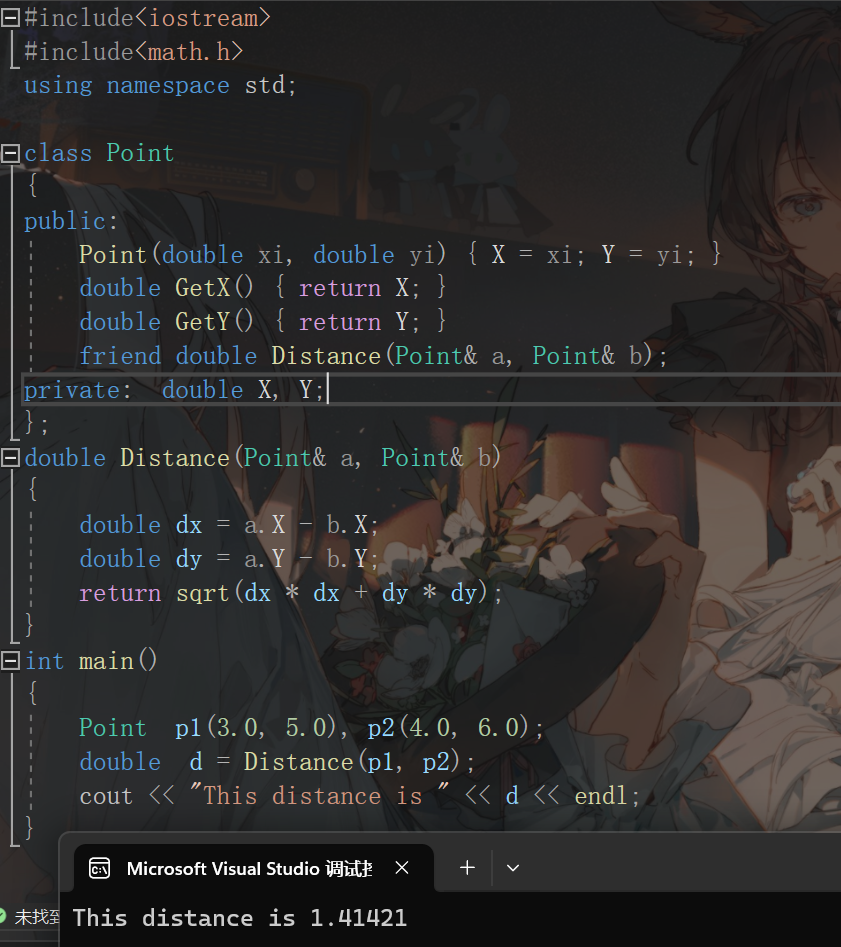 #include<iostream>
#include<math.h>
using namespace std;
class Point
{
public:
Point(double xi, double yi) { X = xi; Y = yi; }
double GetX() { return X; }
double GetY() { return Y; }
friend double Distance(Point& a, Point& b);
private: double X, Y;
};
double Distance(Point& a, Point& b)
{
double dx = a.X - b.X;
double dy = a.Y - b.Y;
return sqrt(dx * dx + dy * dy);
}
int main()
{
Point p1(3.0, 5.0), p2(4.0, 6.0);
double d = Distance(p1, p2);
cout << "This distance is " << d << endl;
}
Microsoft Visual Studio 调试
未找到
This distance is 1.41421